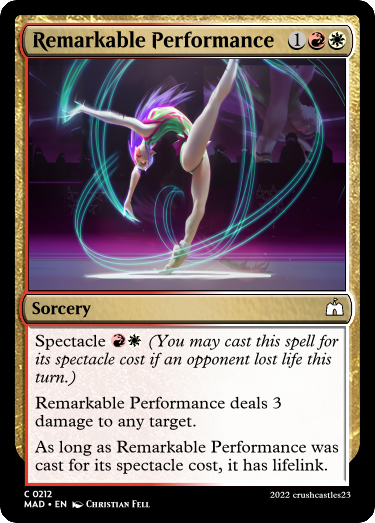 Remarkable Performance 1
Sorcery
Spectacle (You may cast this spell for
its spectacle cost if an opponent lost life this
turn.)
Remarkable Performance deals 3
damage to any target.
As long as Remarkable Performance was
cast for its spectacle cost, it has lifelink.
C 0212
MAD • EN Christian Fell
2022 crushcastles23